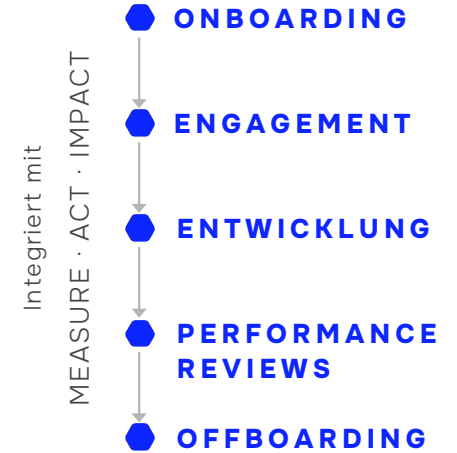 Integriert mit
MEASURE · ACT · IMPACT
ONBOARDING
ENGAGEMENT
ENTWICKLUNG
PERFORMANCE
REVIEWS
OFFBOARDING